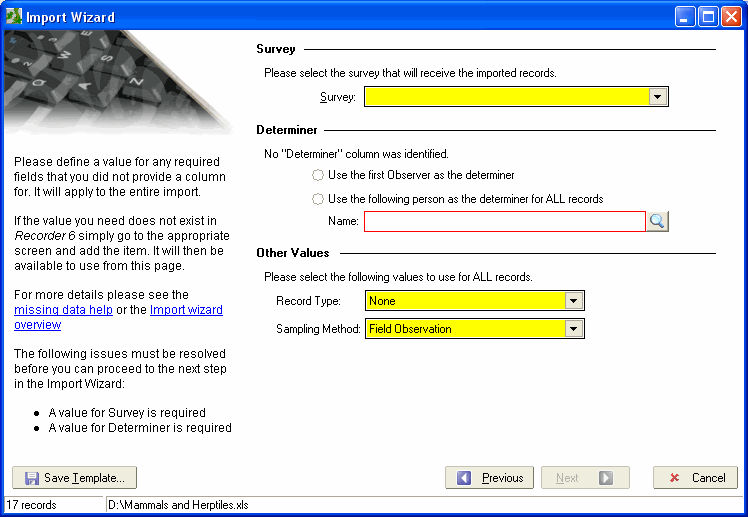 Import Wizard
Survey
Please select the survey that will receive the imported records.
Survey:
Determiner
No "Determiner" column was identified.
Use the first Observer as the determiner
Use the following person as the determiner for ALL records
Name:
Other Values
Please select the following values to use for ALL records.
Record Type: None
Sampling Method: Field Observation
Please define a value for any required
fields that you did not provide a column
for. It will apply to the entire import.
If the value you need does not exist in
Recorder 6 simply go to the appropriate
screen and add the item. It will then be
available to use from this page.
For more details please see the
missing data help or the Import wizard
overview
The following issues must be resolved
before you can proceed to the next step
in the Import Wizard:
● A value for Survey is required
● A value for Determiner is required
Save Template... Previous Next Cancel
17 records D:\Mammals and Herptiles.xls